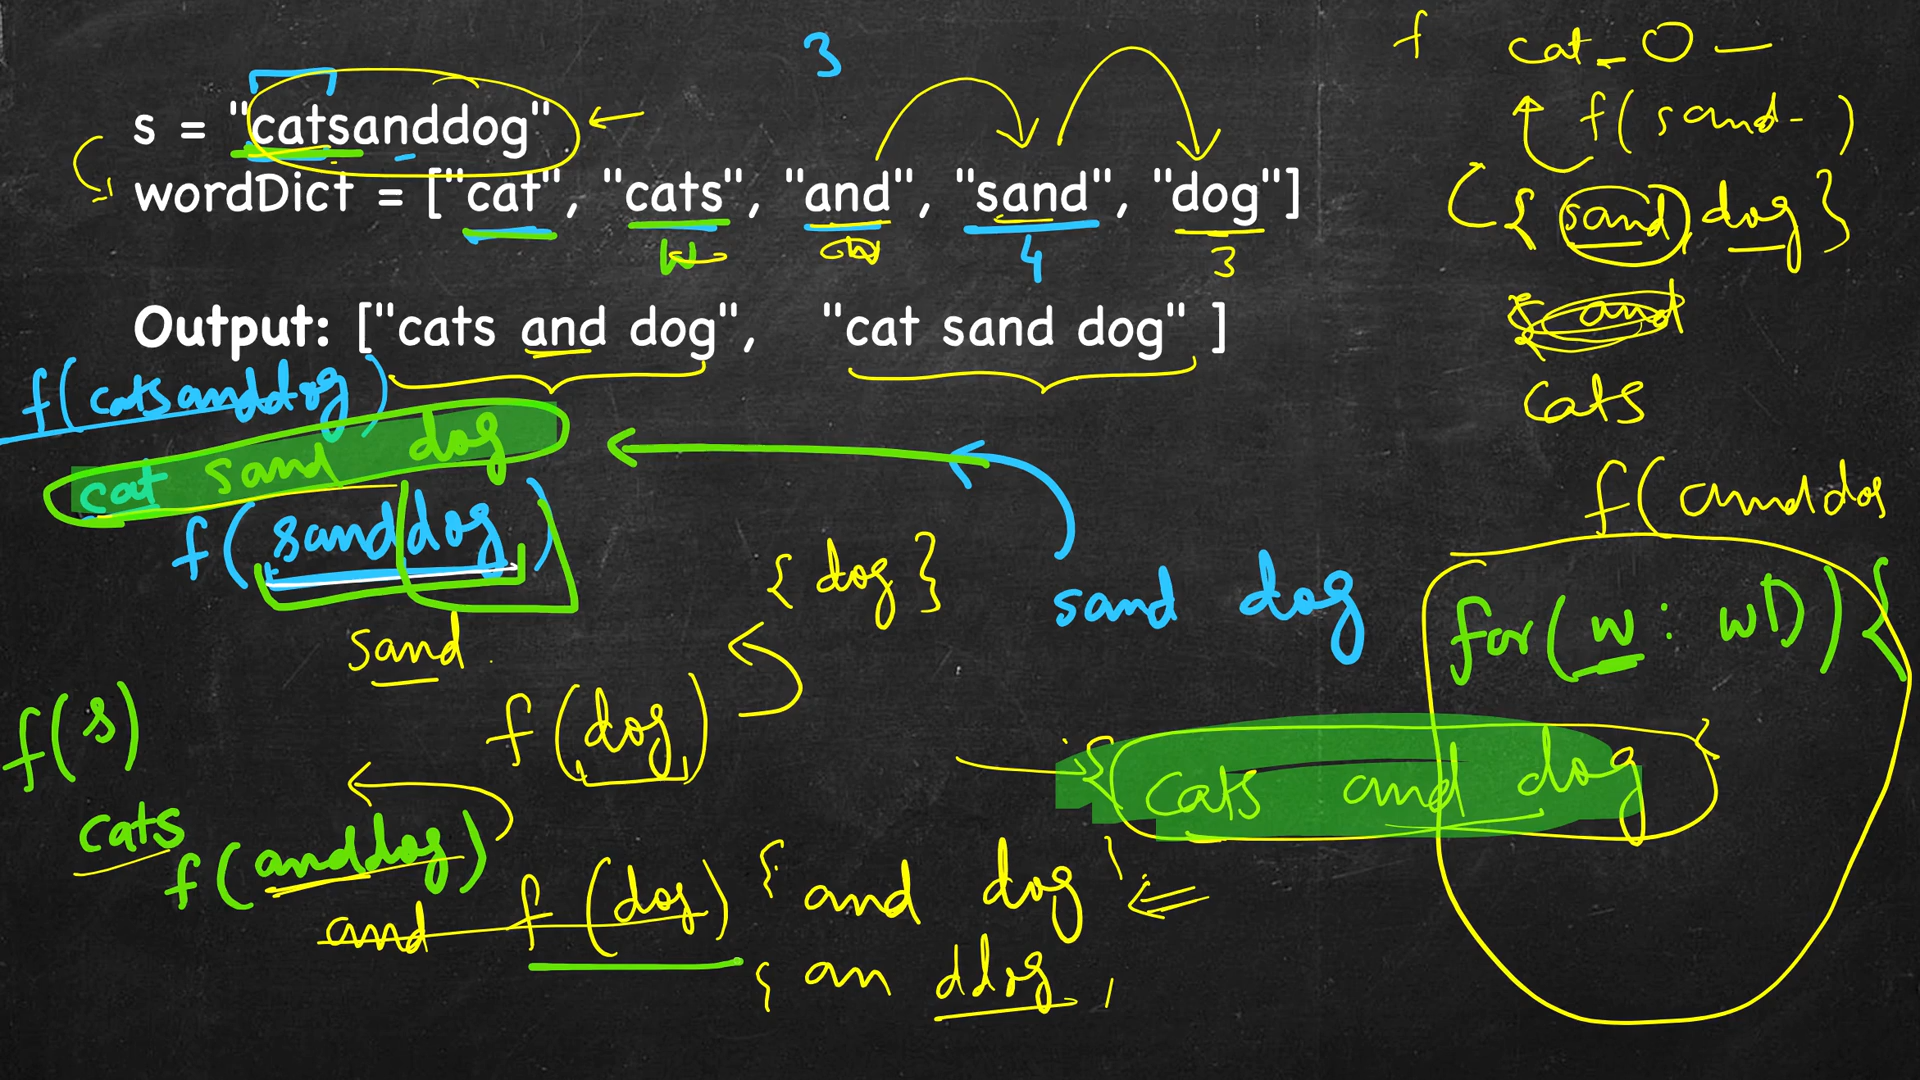 3
f cat_O —
s = "catsanddog"
f(sand- )
wordDict = ["cat", "cats", "and", "sand", "dog"]
{ sand, dog }
4
3
and
Output: ["cats and dog", "cat sand dog" ]
f(catsanddog)
cats
cat sand dog
f(anddog
f(sanddog)
{ dog }
sand dog
for(w : wD) {
sand
f(s)
f(dog)
{ cats and dog
cats
f(anddog)
and f(dog)
{ and dog }
{ an ddog ,